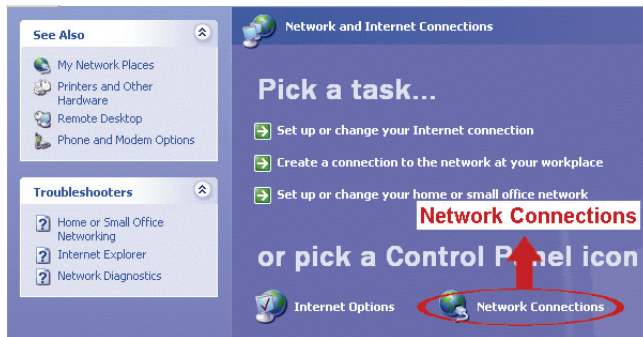 See Also
My Network Places
Printers and Other
Hardware
Remote Desktop
Phone and Modem Options
Troubleshooters
Home or Small Office
Networking
Internet Explorer
Network Diagnostics
Network and Internet Connections
Pick a task...
Set up or change your Internet connection
Create a connection to the network at your workplace
Set up or change your home or small office network
Network Connections
or pick a Control Panel icon
Internet Options
Network Connections